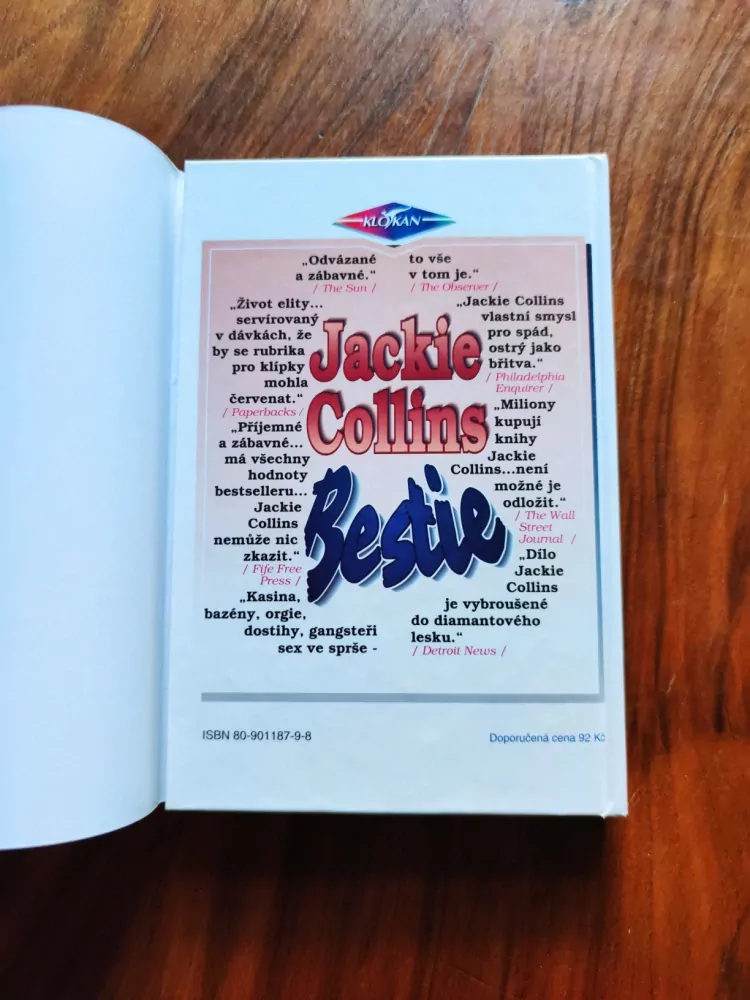 KLOKAN
„Odvázané
a zábavné.“
/ The Sun /
„Život elity...
servírovaný
v dávkách, že
by se rubrika
pro klípky
mohla
červenat.“
/ Paperbacks /
„Příjemné
a zábavné...
má všechny
hodnoty
bestselleru...
Jackie
Collins
nemůže nic
zkazit.“
/ Fife Free
Press /
„Kasina,
bazény, orgie,
dostihy, gangsteři
sex ve sprše -
to vše
v tom je.“
/ The Observer /
„Jackie Collins
vlastní smysl
pro spád,
ostrý jako
břitva.“
/ Philadelphia
Enquirer /
„Miliony
kupují
knihy
Jackie
Collins...není
možné je
odložit.“
/ The Wall
Street
Journal /
„Dílo
Jackie
Collins
je vybroušené
do diamantového
lesku.“
/ Detroit News /
Jackie
Collins
Bestie
ISBN 80-901187-9-8
Doporučená cena 92 Kč